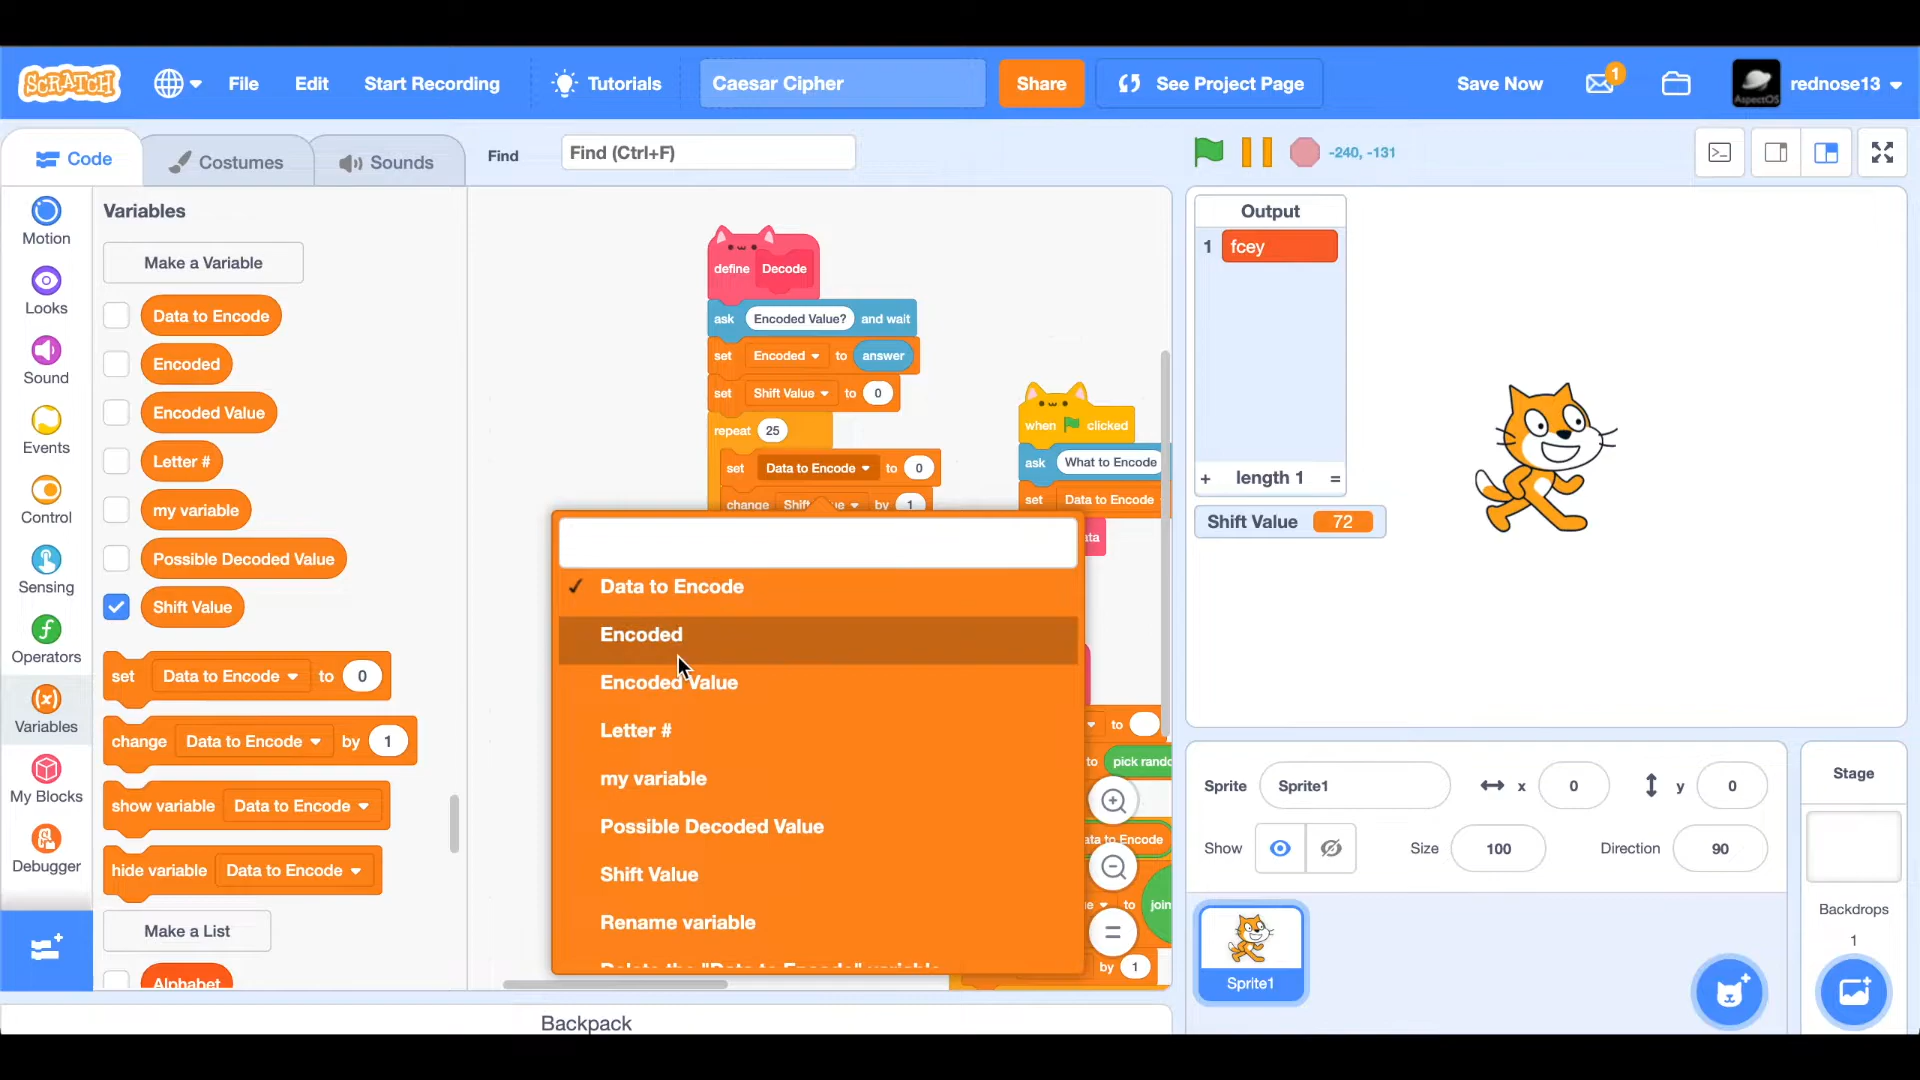 SCRATCH File Edit Start Recording Tutorials Caesar Cipher Share See Project Page Save Now 1 AspectOS rednose13
Code Costumes Sounds Find Find (Ctrl+F) -240, -131
Motion
Looks
Sound
Events
Control
Sensing
Operators
Variables
My Blocks
Debugger
Variables
Make a Variable
Data to Encode
Encoded
Encoded Value
Letter #
my variable
Possible Decoded Value
Shift Value
set Data to Encode to 0
change Data to Encode by 1
show variable Data to Encode
hide variable Data to Encode
Make a List
Alphabet
define Decode
ask Encoded Value? and wait
set Encoded to answer
set Shift Value to 0
repeat 25
set Data to Encode to 0
change by 1
when clicked
ask What to Encode
set Data to Encode
Data to Encode
Encoded
Encoded Value
Letter #
my variable
Possible Decoded Value
Shift Value
Rename variable
Delete the "Data to Encode" variable
to
to pick
to join
by 1
Backpack
Output
1 fcey
+ length 1 =
Shift Value 72
Sprite Sprite1 x 0 y 0
Show Size 100 Direction 90
Sprite1
Stage
Backdrops
1